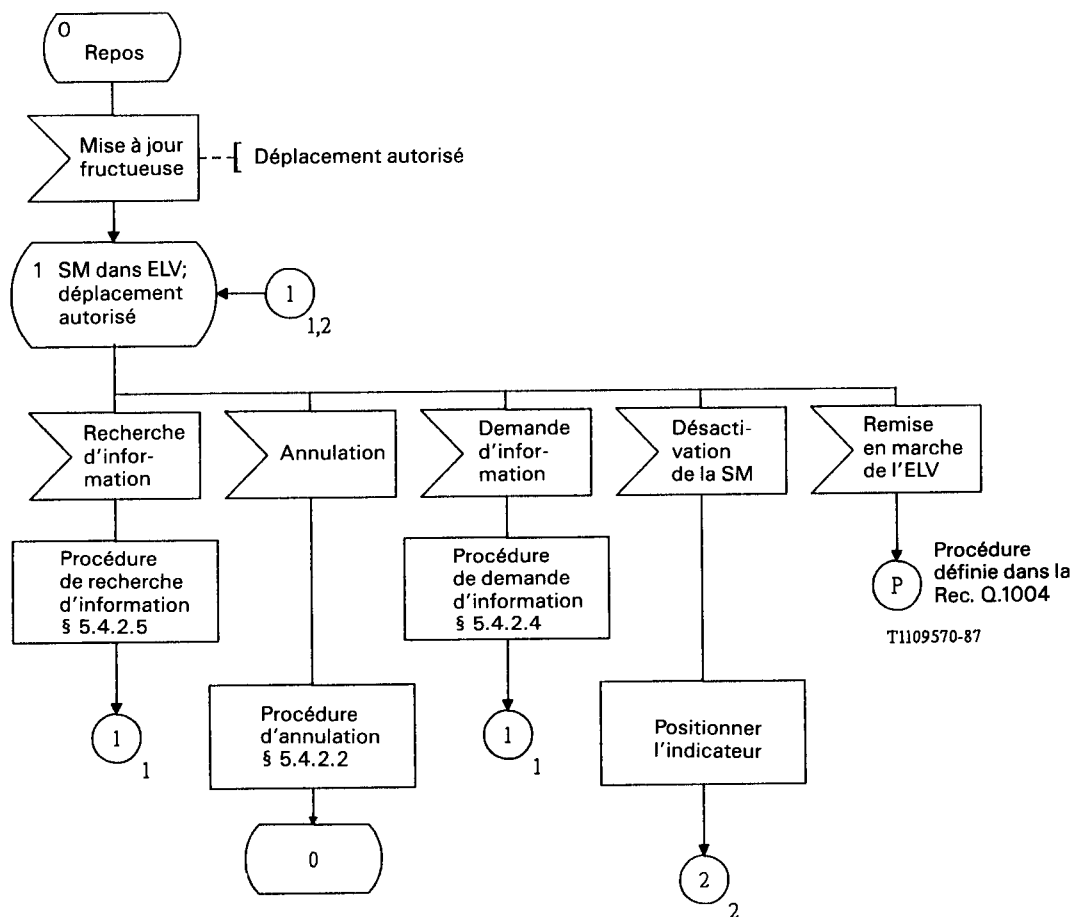 0
Repos
Mise à jour
fructueuse
Déplacement autorisé
1 SM dans ELV;
déplacement
autorisé
1
1,2
Recherche
d'infor-
mation
Annulation
Demande
d'infor-
mation
Désacti-
vation
de la SM
Remise
en marche
de l'ELV
Procédure
de recherche
d'information
§ 5.4.2.5
Procédure
de demande
d'information
§ 5.4.2.4
P
Procédure
définie dans la
Rec. Q.1004
T1109570-87
1
1
Procédure
d'annulation
§ 5.4.2.2
1
1
Positionner
l'indicateur
0
2
2